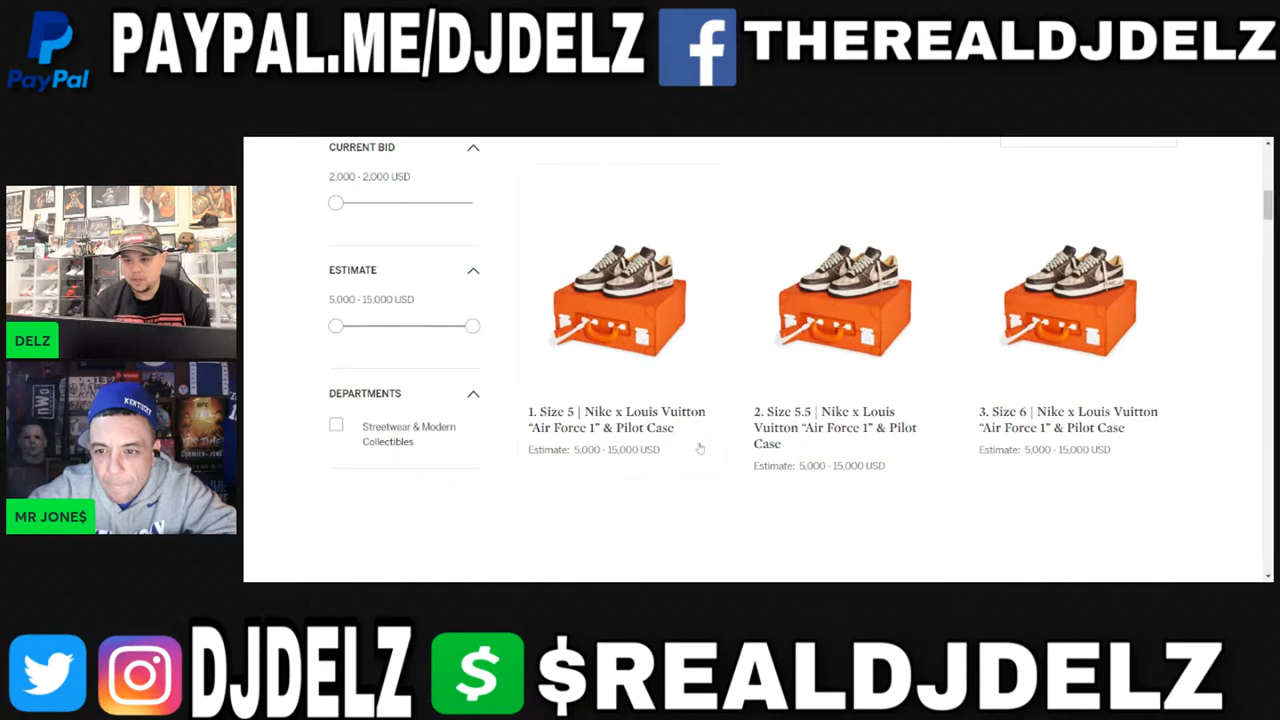 PayPal
PAYPAL.ME/DJDELZ
THEREALDJDELZ
CURRENT BID
2,000 - 2,000 USD
ESTIMATE
5,000 - 15,000 USD
DEPARTMENTS
Streetwear & Modern
Collectibles
1. Size 5 | Nike x Louis Vuitton
“Air Force 1” & Pilot Case
Estimate: 5,000 - 15,000 USD
2. Size 5.5 | Nike x Louis
Vuitton “Air Force 1” & Pilot
Case
Estimate: 5,000 - 15,000 USD
3. Size 6 | Nike x Louis Vuitton
“Air Force 1” & Pilot Case
Estimate: 5,000 - 15,000 USD
DELZ
KENTUCKY
nWo
UFC
MR JONE$
DJDELZ
$
$REALDJDELZ